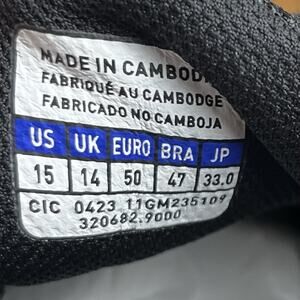 MADE IN CAMBODI
FABRIQUÉ AU CAMBODGE
FABRICADO NO CAMBOJA
US UK EURO BRA JP
15 14 50 47 33.0
CIC 0423 11GM235109
320682.9000